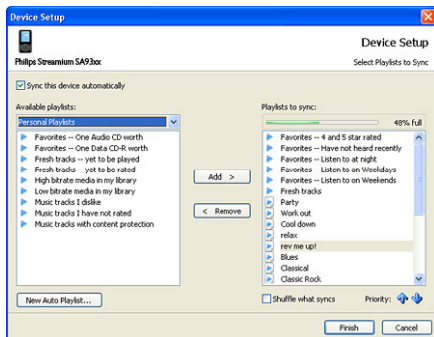 Device Setup
Device Setup
Philips Streamium SA93xx
Select Playlists to Sync
Sync this device automatically
Available playlists:
Personal Playlists
Favorites -- One Audio CD worth
Favorites -- One Data CD-R worth
Fresh tracks -- yet to be played
Fresh tracks -- yet to be rated
High bitrate media in my library
Low bitrate media in my library
Music tracks I dislike
Music tracks I have not rated
Music tracks with content protection
New Auto Playlist...
Add >
< Remove
Playlists to sync:
48% full
Favorites -- 4 and 5 star rated
Favorites -- Have not heard recently
Favorites -- Listen to at night
Favorites -- Listen to on Weekdays
Favorites -- Listen to on Weekends
Fresh tracks
Party
Work out
Cool down
relax
rev me up!
Blues
Classical
Classic Rock
Shuffle what syncs
Priority:
Finish
Cancel